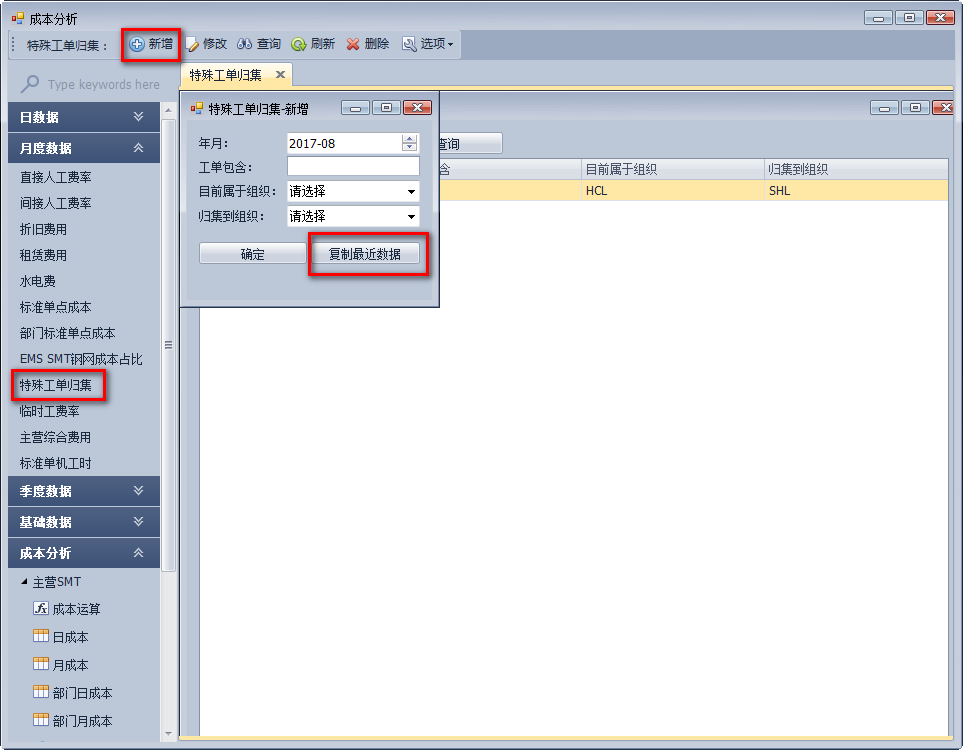 成本分析
特殊工单归集： 新增 修改 查询 刷新 删除 选项
Type keywords here
特殊工单归集
日数据
月度数据
直接人工费率
间接人工费率
折旧费用
租赁费用
水电费
标准单点成本
部门标准单点成本
EMS SMT钢网成本占比
特殊工单归集
临时工费率
主营综合费用
标准单机工时
季度数据
基础数据
成本分析
主营SMT
成本运算
日成本
月成本
部门日成本
部门月成本
特殊工单归集-新增
年月： 2017-08
工单包含：
目前属于组织： 请选择
归集到组织： 请选择
确定 复制最近数据
查询
含 目前属于组织 归集到组织
HCL SHL